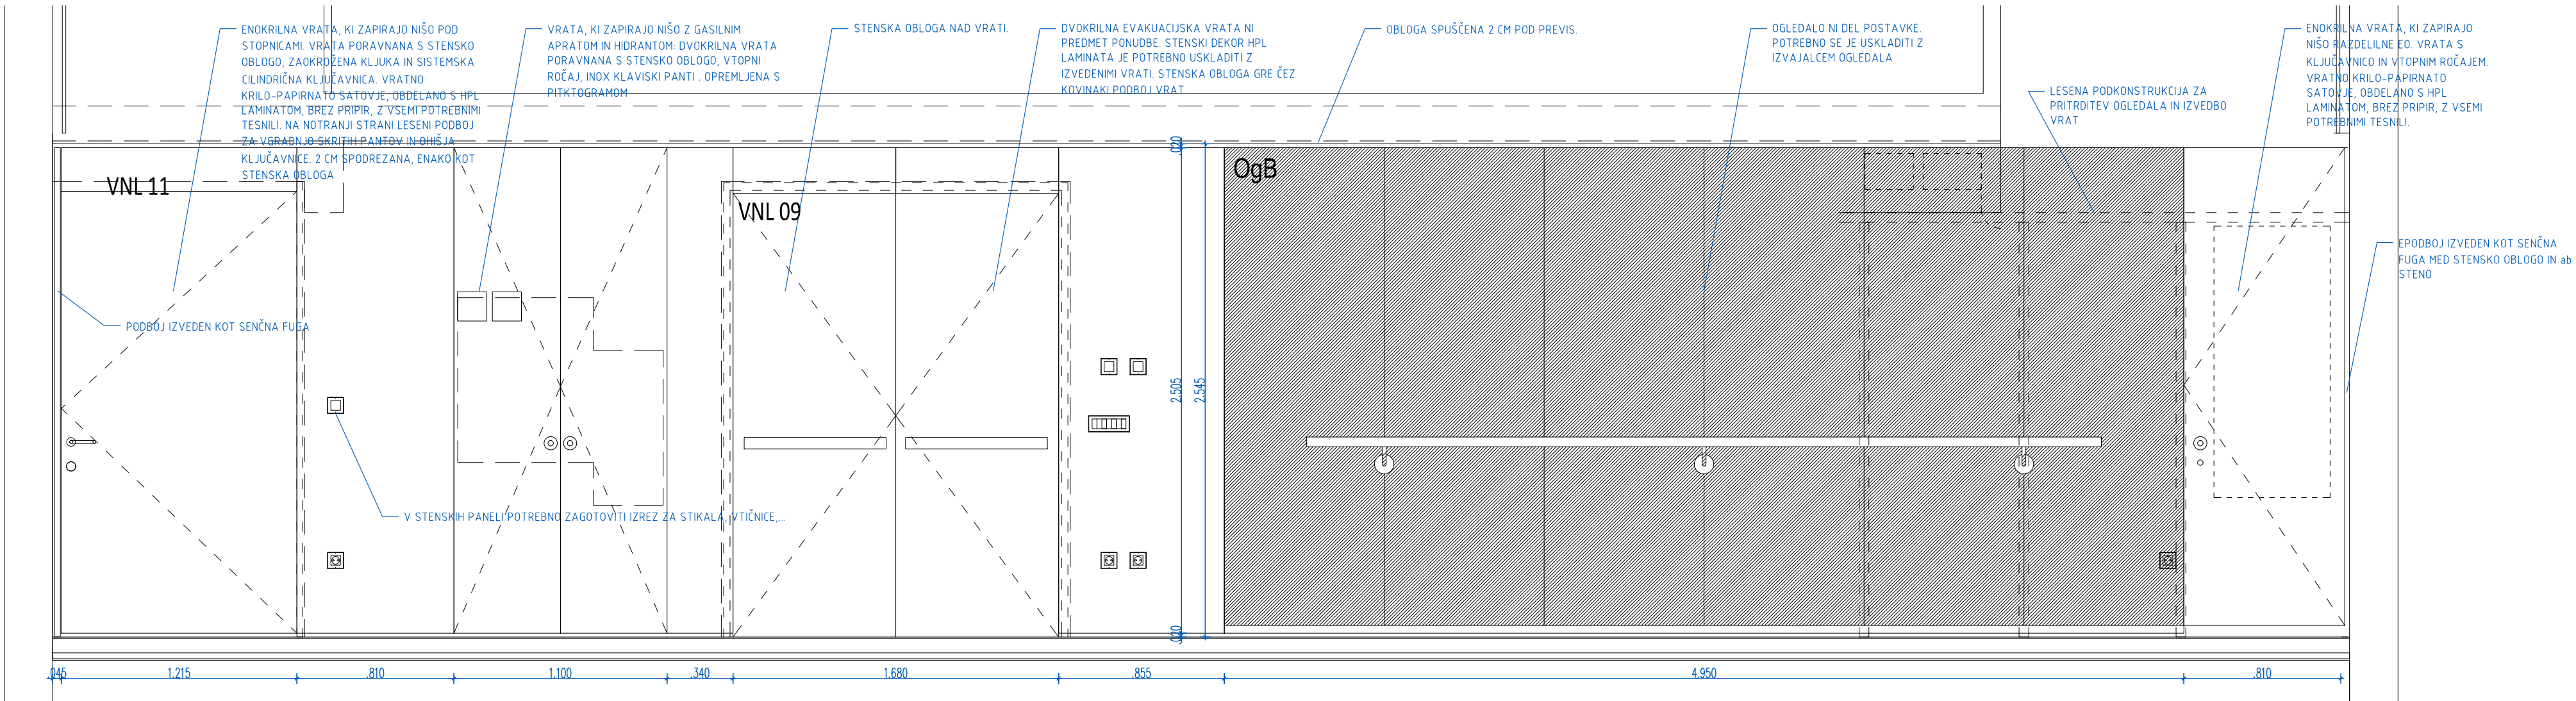 ENOKRILNA VRATA, KI ZAPIRAJO NIŠO POD
STOPNICAMI. VRATA PORAVNANA S STENSKO
OBLOGO, ZAOKROŽENA KLJUKA IN SISTEMSKA
CILINDRIČNA KLJUČAVNICA. VRATNO
KRILO-PAPIRNATO SATOVJE, OBDELANO S HPL
LAMINATOM, BREZ PRIPIR, Z VSEMI POTREBNIMI
TESNILI. NA NOTRANJI STRANI LESENI PODBOJ
ZA VGRADNJO SKRITIH PANTOV IN OHIŠJA
KLJUČAVNICE. 2 CM SPODREZANA, ENAKO KOT
STENSKA OBLOGA
VRATA, KI ZAPIRAJO NIŠO Z GASILNIM
APRATOM IN HIDRANTOM: DVOKRILNA VRATA
PORAVNANA S STENSKO OBLOGO, VTOPNI
ROČAJ, INOX KLAVISKI PANTI . OPREMLJENA S
PITKTOGRAMOM
STENSKA OBLOGA NAD VRATI.
DVOKRILNA EVAKUACIJSKA VRATA NI
PREDMET PONUDBE. STENSKI DEKOR HPL
LAMINATA JE POTREBNO USKLADITI Z
IZVEDENIMI VRATI. STENSKA OBLOGA GRE ČEZ
KOVINAKI PODBOJ VRAT
OBLOGA SPUŠČENA 2 CM POD PREVIS.
OGLEDALO NI DEL POSTAVKE.
POTREBNO SE JE USKLADITI Z
IZVAJALCEM OGLEDALA
LESENA PODKONSTRUKCIJA ZA
PRITRDITEV OGLEDALA IN IZVEDBO
VRAT
ENOKRILNA VRATA, KI ZAPIRAJO
NIŠO RAZDELILNE EO. VRATA S
KLJUČAVNICO IN VTOPNIM ROČAJEM.
VRATNO KRILO-PAPIRNATO
SATOVJE, OBDELANO S HPL
LAMINATOM, BREZ PRIPIR, Z VSEMI
POTREBNIMI TESNILI.
EPODBOJ IZVEDEN KOT SENČNA
FUGA MED STENSKO OBLOGO IN ab
STENO
VNL 11
VNL 09
OgB
PODBOJ IZVEDEN KOT SENČNA FUGA
V STENSKIH PANELI POTREBNO ZAGOTOVITI IZREZ ZA STIKALA, VTIČNICE,...
.020
2.505
2.545
.020
.045
1.215
.810
1.100
.340
1.680
.855
4.950
.810